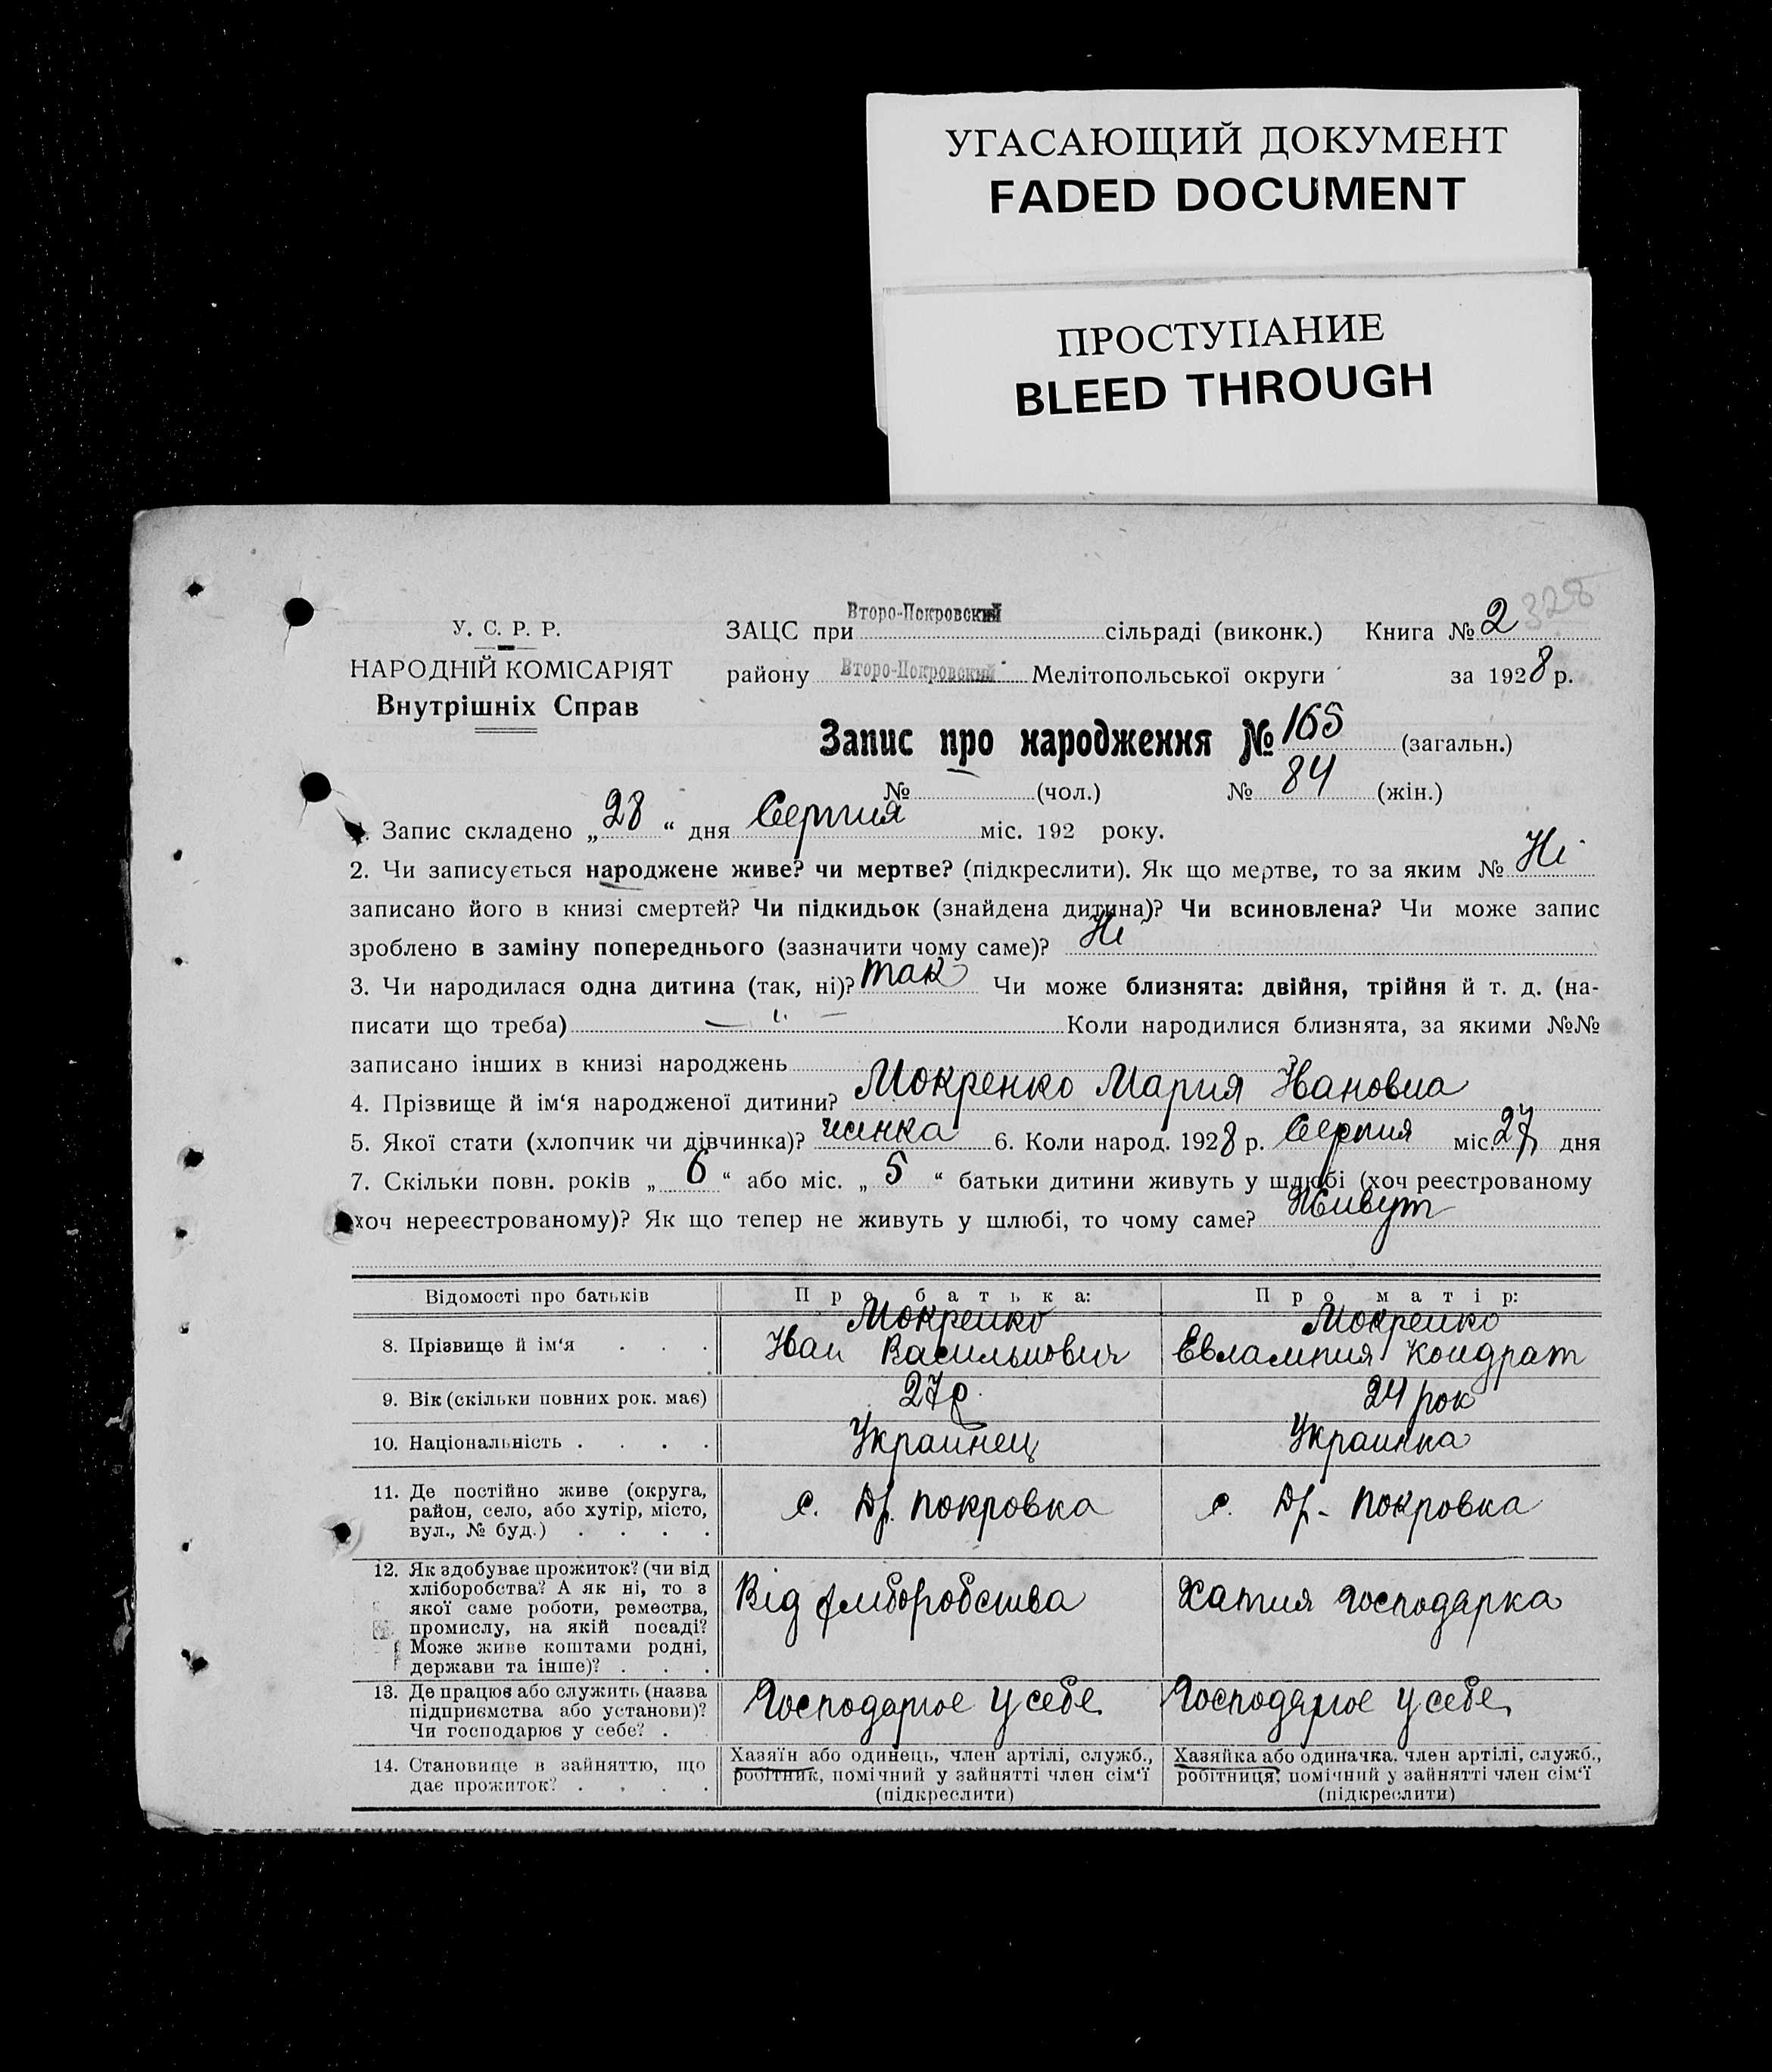 УГАСАЮЩИЙ ДОКУМЕНТ
FADED DOCUMENT
ПРОСТУПАНИЕ
BLEED THROUGH
328
У. С. Р. Р.
НАРОДНІЙ КОМІСАРІЯТ
Внутрішніх Справ
ЗАЦС при Второ-Покровский сільраді (виконк.) Книга № 2
району Второ-Покровский Мелітопольської округи за 1928 р.
Запис про народження № 165 (загальн.)
№ (чол.) № 84 (жін.)
1. Запис складено „28“ дня Серпня міс. 192 року.
2. Чи записується народжене живе? чи мертве? (підкреслити). Як що мертве, то за яким № Ні
записано його в книзі смертей? Чи підкидьок (знайдена дитина)? Чи всиновлена? Чи може запис
зроблено в заміну попереднього (зазначити чому саме)? Ні
3. Чи народилася одна дитина (так, ні)? так Чи може близнята: двійня, трійня й т. д. (на-
писати що треба) — „ — Коли народилися близнята, за якими №№
записано інших в книзі народжень
4. Прізвище й ім'я народженої дитини? Мокренко Мария Ивановна
5. Якої стати (хлопчик чи дівчинка)? 6. Коли народ. 1928 р. Серпня міс. 27 дня
7. Скільки повн. років „6“ або міс. „5“ батьки дитини живуть у шлюбі (хоч реєстрованому
хоч нереєстрованому)? Як що тепер не живуть у шлюбі, то чому саме? Живут
Відомості про батьків
Про батька:
Про матір:
8. Прізвище й ім'я . . .
Мокренко
Иван Васильович
Мокренко
Евлампия Кондрат
9. Вік (скільки повних рок. має)
27 р.
24 рок
10. Національність . . . .
Украинец
Украинка
11. Де постійно живе (округа,
район, село, або хутір, місто,
вул., № буд.) . . . .
с. Др. Покровка
с. Др. - Покровка
12. Як здобуває прожиток? (чи від
хліборобства? А як ні, то з
якої саме роботи, ремества,
промислу, на якій посаді?
Може живе коштами родні,
держави та інше)? . . .
Від хліборобства
Хатня господарка
13. Де працює або служить (назва
підприємства або установи)?
Чи господарює у себе? .
Господарюе у себе
Господарюе у себе
14. Становище в зайняттю, що
дає прожиток? . . . .
Хазяїн або одинець, член артілі, служб.,
робітник, помічний у зайнятті член сім'ї
(підкреслити)
Хазяйка або одиначка, член артілі, служб.,
робітниця, помічний у зайнятті член сім'ї
(підкреслити)